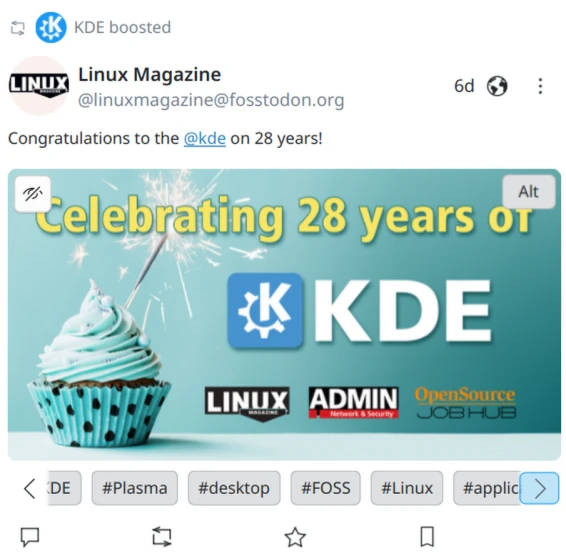 KDE boosted
Linux Magazine
@linuxmagazine@fosstodon.org
6d
Congratulations to the @kde on 28 years!
Alt
Celebrating 28 years of
KDE
LINUX
MAGAZINE
ADMIN
Network & Security
OpenSource
JOB HUB
DE #Plasma #desktop #FOSS #Linux #applic